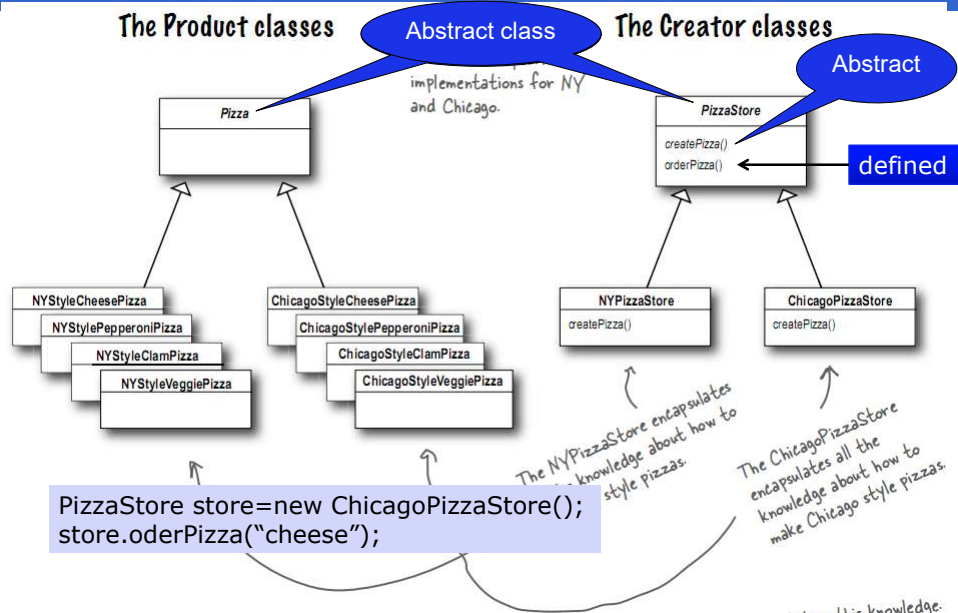 The Product classes
Abstract class
The Creator classes
Abstract
implementations for NY
and Chicago.
Pizza
PizzaStore
createPizza()
orderPizza()
defined
NYStyleCheesePizza
NYStylePepperoniPizza
NYStyleClamPizza
NYStyleVeggiePizza
ChicagoStyleCheesePizza
ChicagoStylePepperoniPizza
ChicagoStyleClamPizza
ChicagoStyleVeggiePizza
NYPizzaStore
createPizza()
ChicagoPizzaStore
createPizza()
The NYPizzaStore encapsulates
knowledge about how to
style pizzas.
The ChicagoPizzaStore
encapsulates all the
knowledge about how to
make Chicago style pizzas.
PizzaStore store=new ChicagoPizzaStore();
store.oderPizza(“cheese”);
knowledge.